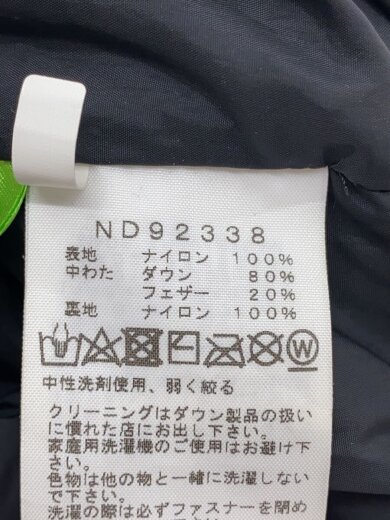 ND92338
表地 ナイロン 100%
中わた ダウン 80%
フェザー 20%
裏地 ナイロン 100%
W
中性洗剤使用、弱く絞る
クリーニングはダウン製品の扱い
に慣れた店にお出し下さい。
家庭用洗濯機のご使用はお避け下
さい。
色物は他の物と一緒に洗濯しない
で下さい。
洗濯の際は必ずファスナーを閉め